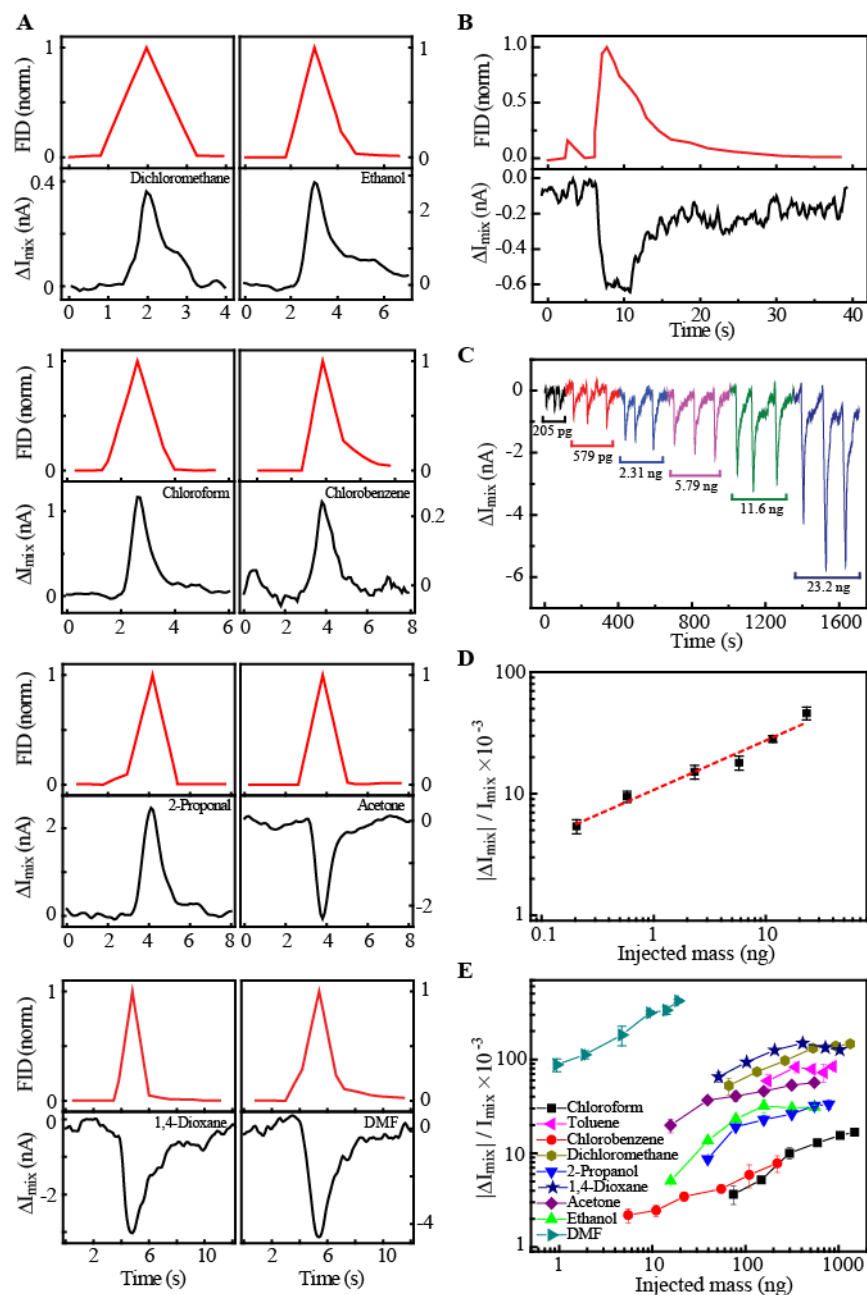 A
FID (norm.)
1
0
1
0
Dichloromethane
Ethanol
ΔImix (nA)
0.4
0
2
0
0 1 2 3 4
0 2 4 6
FID (norm.)
1
0
1
0
Chloroform
Chlorobenzene
ΔImix (nA)
1
0
0.2
0
0 2 4 6
0 2 4 6 8
FID (norm.)
1
0
1
0
2-Proponal
Acetone
ΔImix (nA)
2
0
0
-2
0 2 4 6 8
0 4 8
FID (norm.)
1
0
1
0
1,4-Dioxane
DMF
ΔImix (nA)
0
-2
0
-4
2 6 10
2 6 10
Time (s)
Time (s)
B
FID (norm.)
1.0
0.5
0.0
ΔImix (nA)
0.0
-0.2
-0.4
-0.6
0 10 20 30 40
Time (s)
C
ΔImix (nA)
0
-2
-4
-6
205 pg
579 pg
2.31 ng
5.79 ng
11.6 ng
23.2 ng
0 400 800 1200 1600
Time (s)
D
|ΔImix| / Imix ×10-3
100
10
1
0.1 1 10
Injected mass (ng)
E
|ΔImix| / Imix ×10-3
100
10
1
Chloroform
Toluene
Chlorobenzene
Dichloromethane
2-Propanol
1,4-Dioxane
Acetone
Ethanol
DMF
1 10 100 1000
Injected mass (ng)